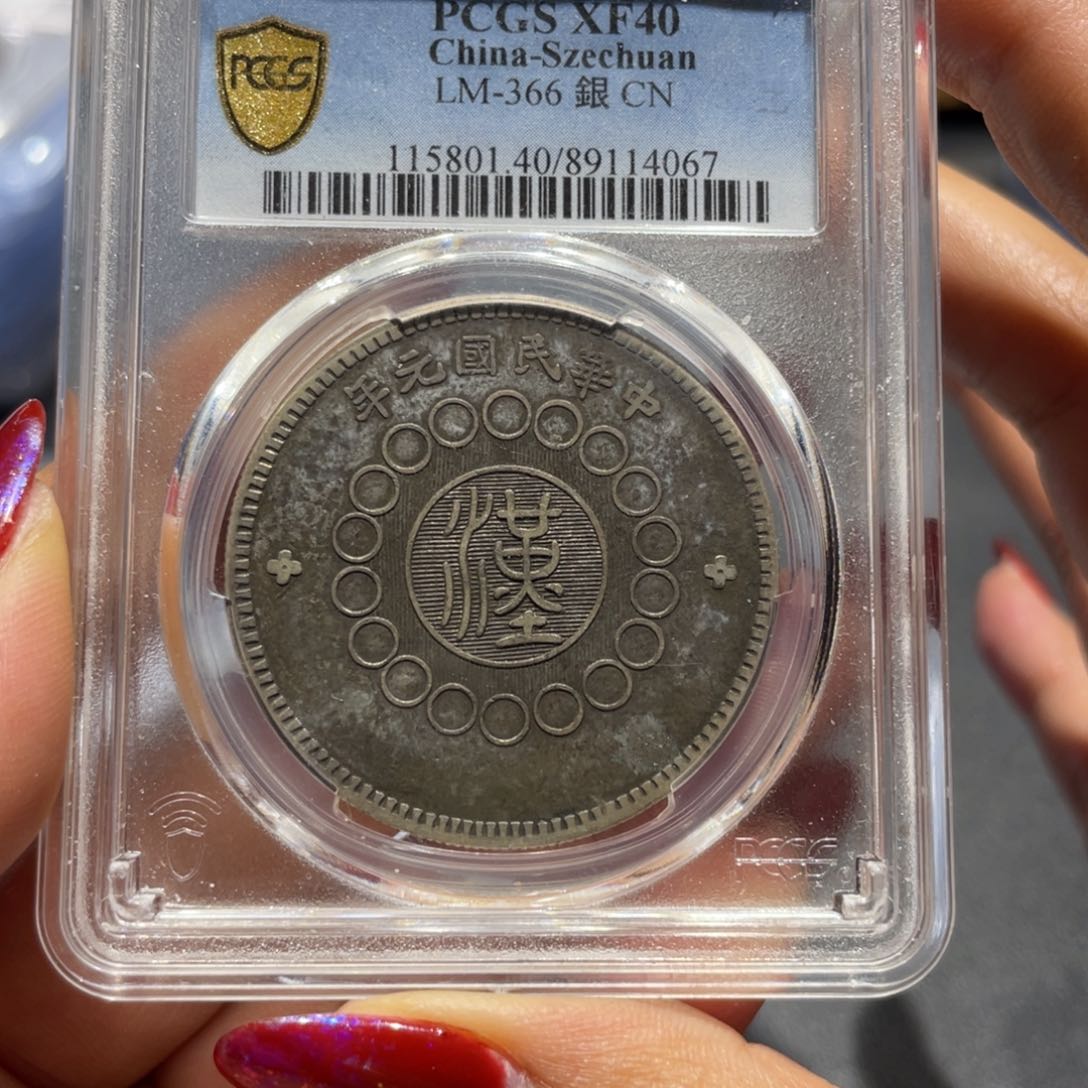 PCGS XF40
China-Szechuan
LM-366 銀 CN
115801.40/89114067
PCGS
年元國民華中
漢
PCGS